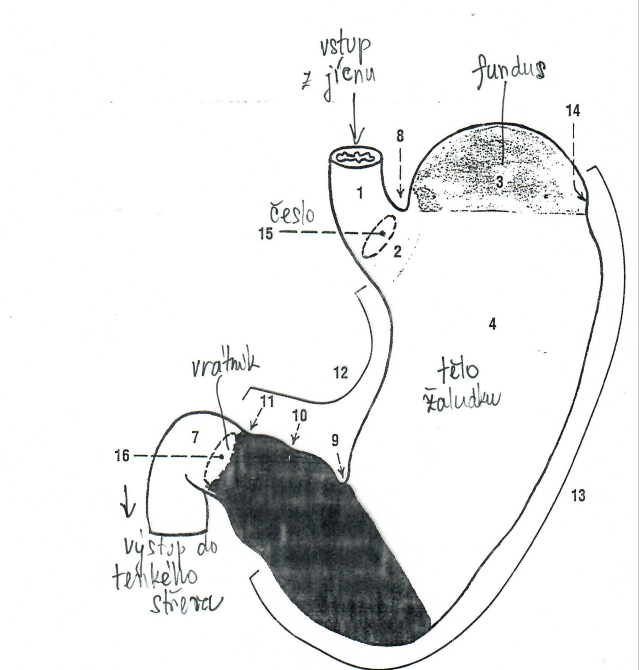 vstup
z jícnu
fundus
14
8
1
3
česlo
15
2
4
12
tělo
žaludku
vrátník
11
10
7
9
16
13
výstup do
tenkého
střeva